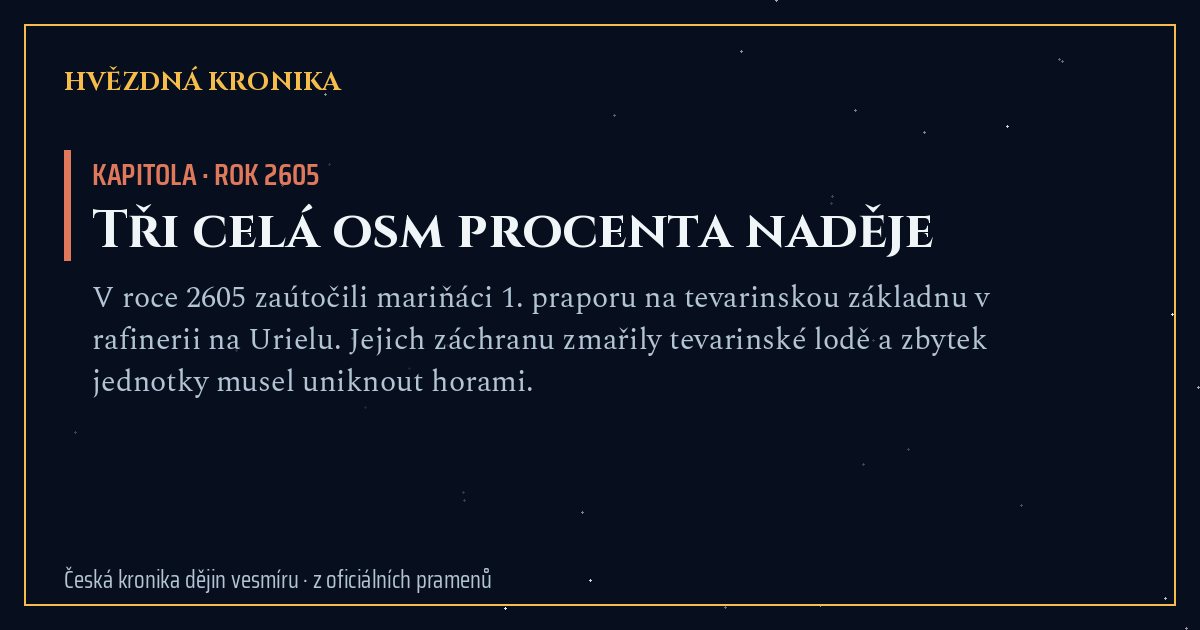 HVĚZDNÁ KRONIKA
KAPITOLA · ROK 2605
Tři celá osm procenta naděje
V roce 2605 zaútočili mariňáci 1. praporu na tevarinskou základnu v
rafinerii na Urielu. Jejich záchranu zmařily tevarinské lodě a zbytek
jednotky musel uniknout horami.
Česká kronika dějin vesmíru · z oficiálních pramenů